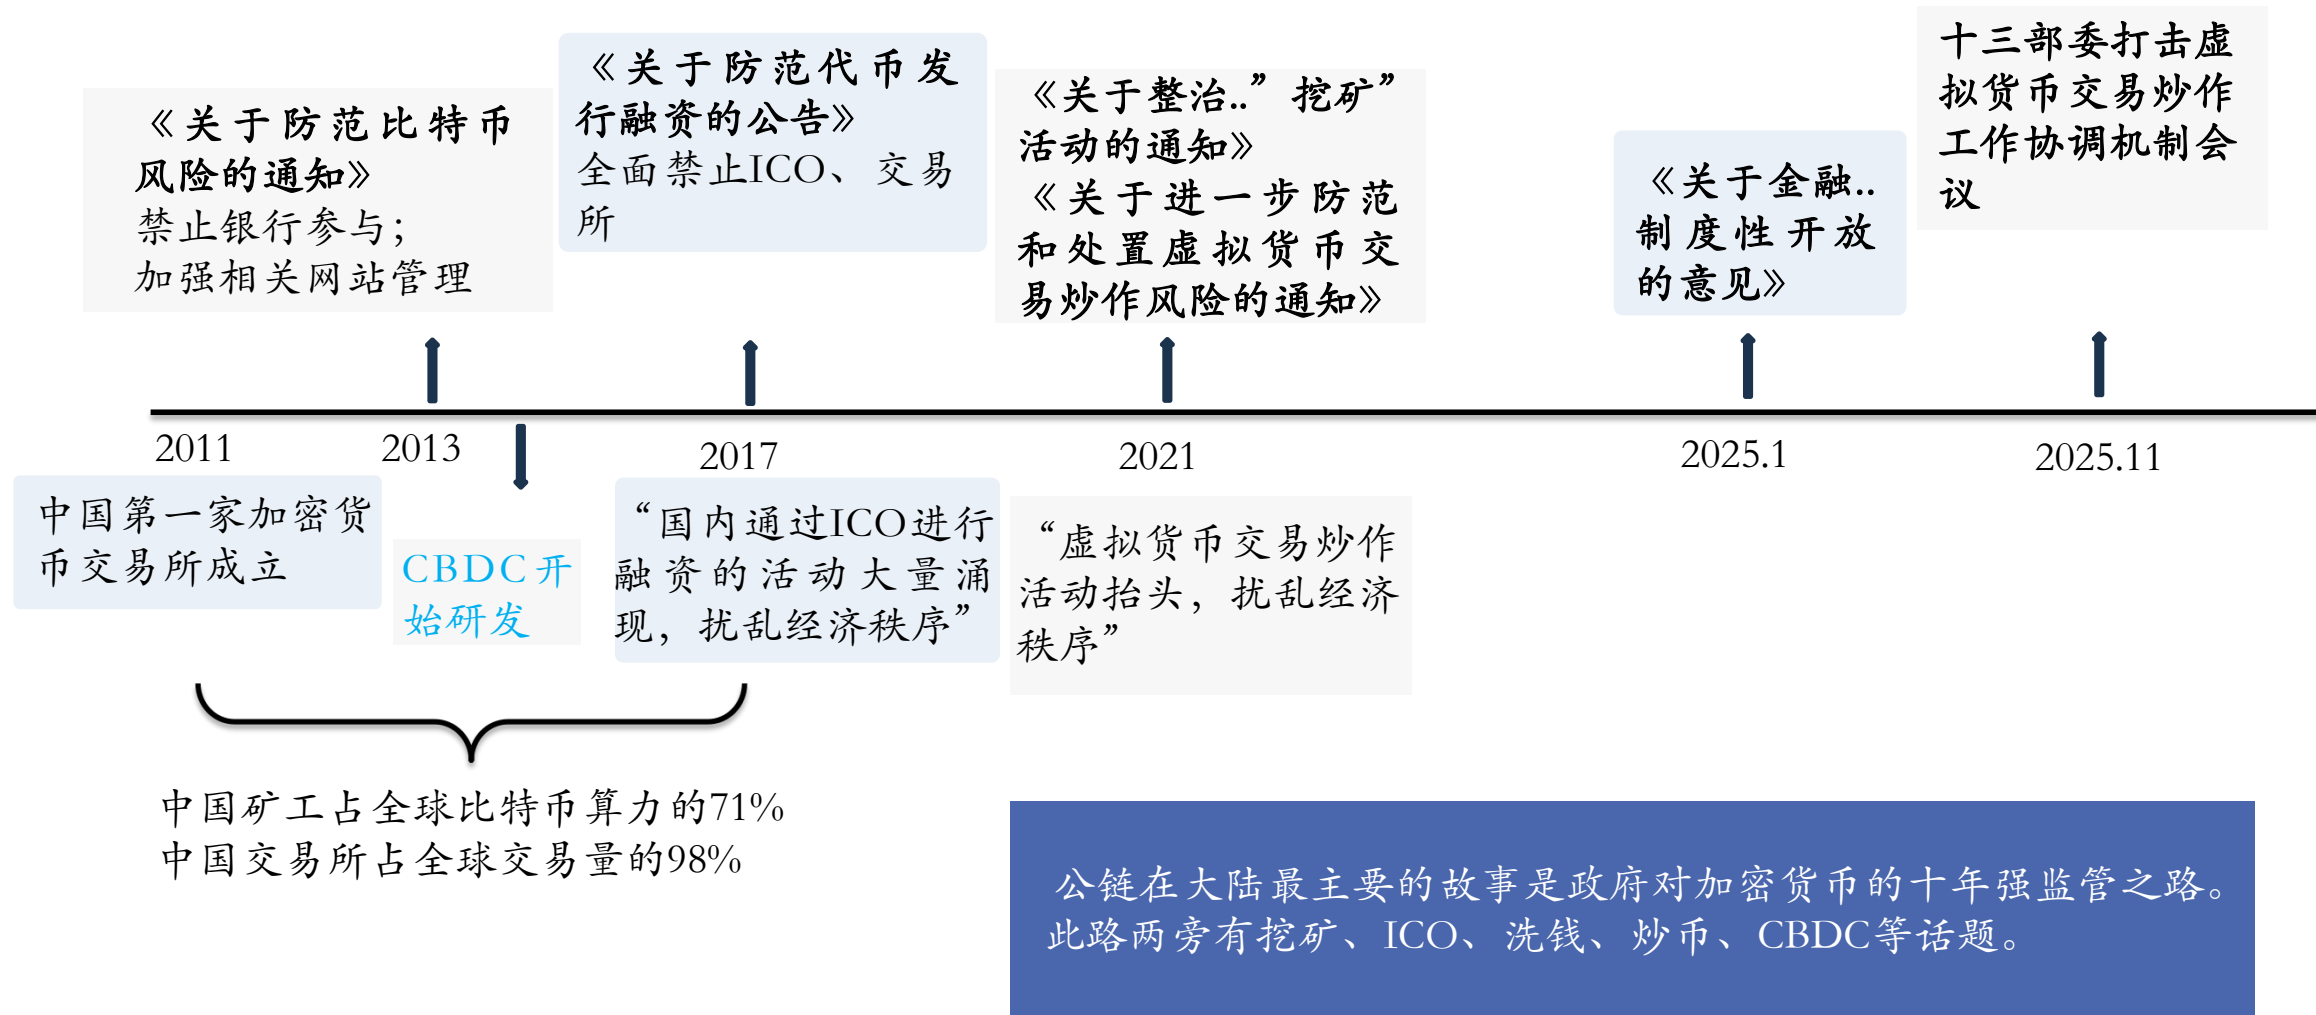 《关于防范比特币
风险的通知》
禁止银行参与；
加强相关网站管理
《关于防范代币发
行融资的公告》
全面禁止ICO、交易
所
《关于整治..”挖矿”
活动的通知》
《关于进一步防范
和处置虚拟货币交
易炒作风险的通知》
《关于金融..
制度性开放
的意见》
十三部委打击虚
拟货币交易炒作
工作协调机制会
议
2011
2013
2017
2021
2025.1
2025.11
中国第一家加密货
币交易所成立
CBDC开
始研发
“国内通过ICO进行
融资的活动大量涌
现，扰乱经济秩序”
“虚拟货币交易炒作
活动抬头，扰乱经济
秩序”
中国矿工占全球比特币算力的71%
中国交易所占全球交易量的98%
公链在大陆最主要的故事是政府对加密货币的十年强监管之路。
此路两旁有挖矿、ICO、洗钱、炒币、CBDC等话题。